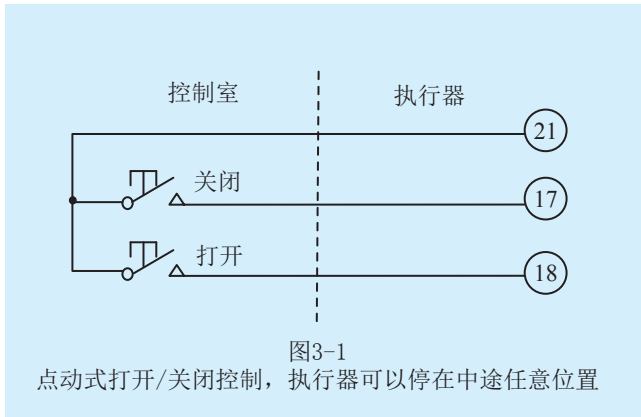 控制室 执行器
21
关闭
17
打开
18
图3-1
点动式打开/关闭控制，执行器可以停在中途任意位置